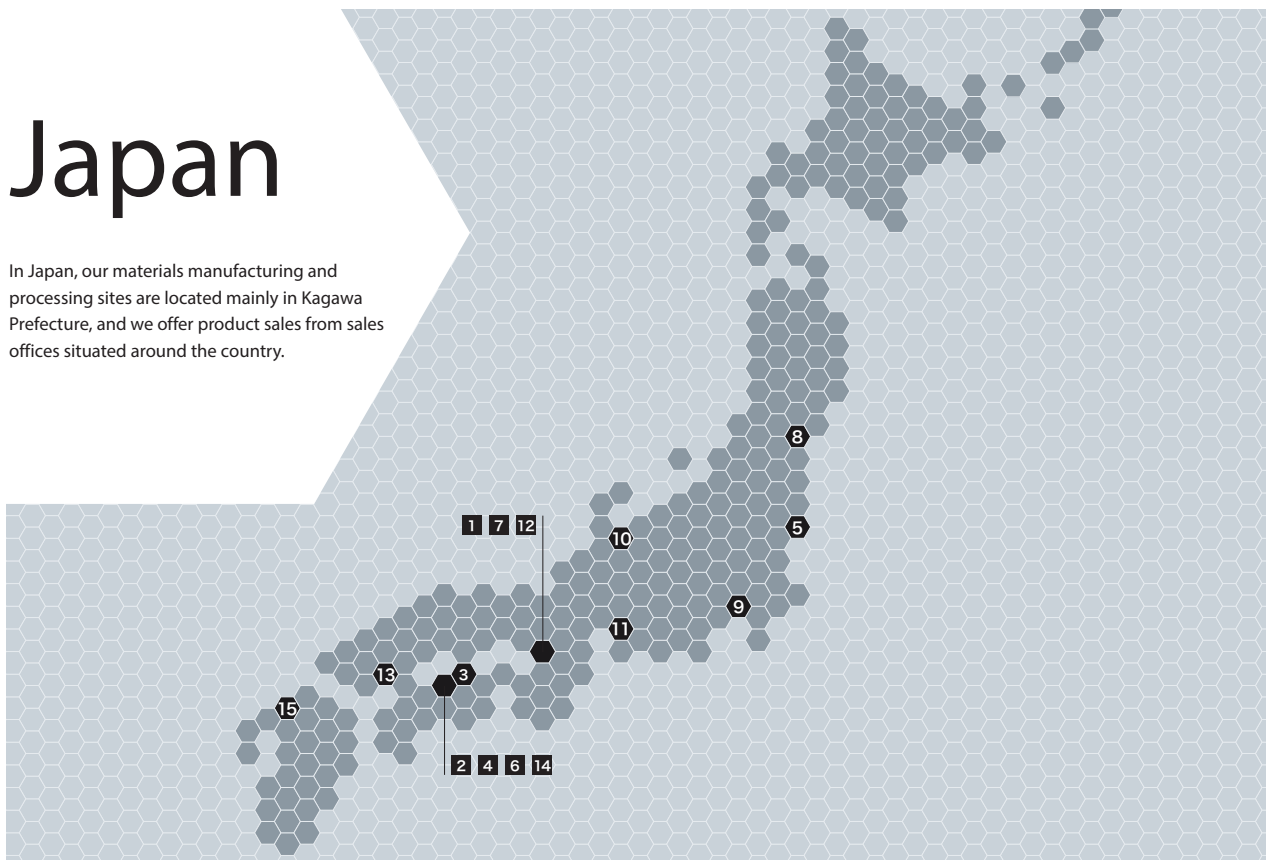 Japan
In Japan, our materials manufacturing and
processing sites are located mainly in Kagawa
Prefecture, and we offer product sales from sales
offices situated around the country.
8
1 7 12
5
10
9
11
13
3
15
2 4 6 14